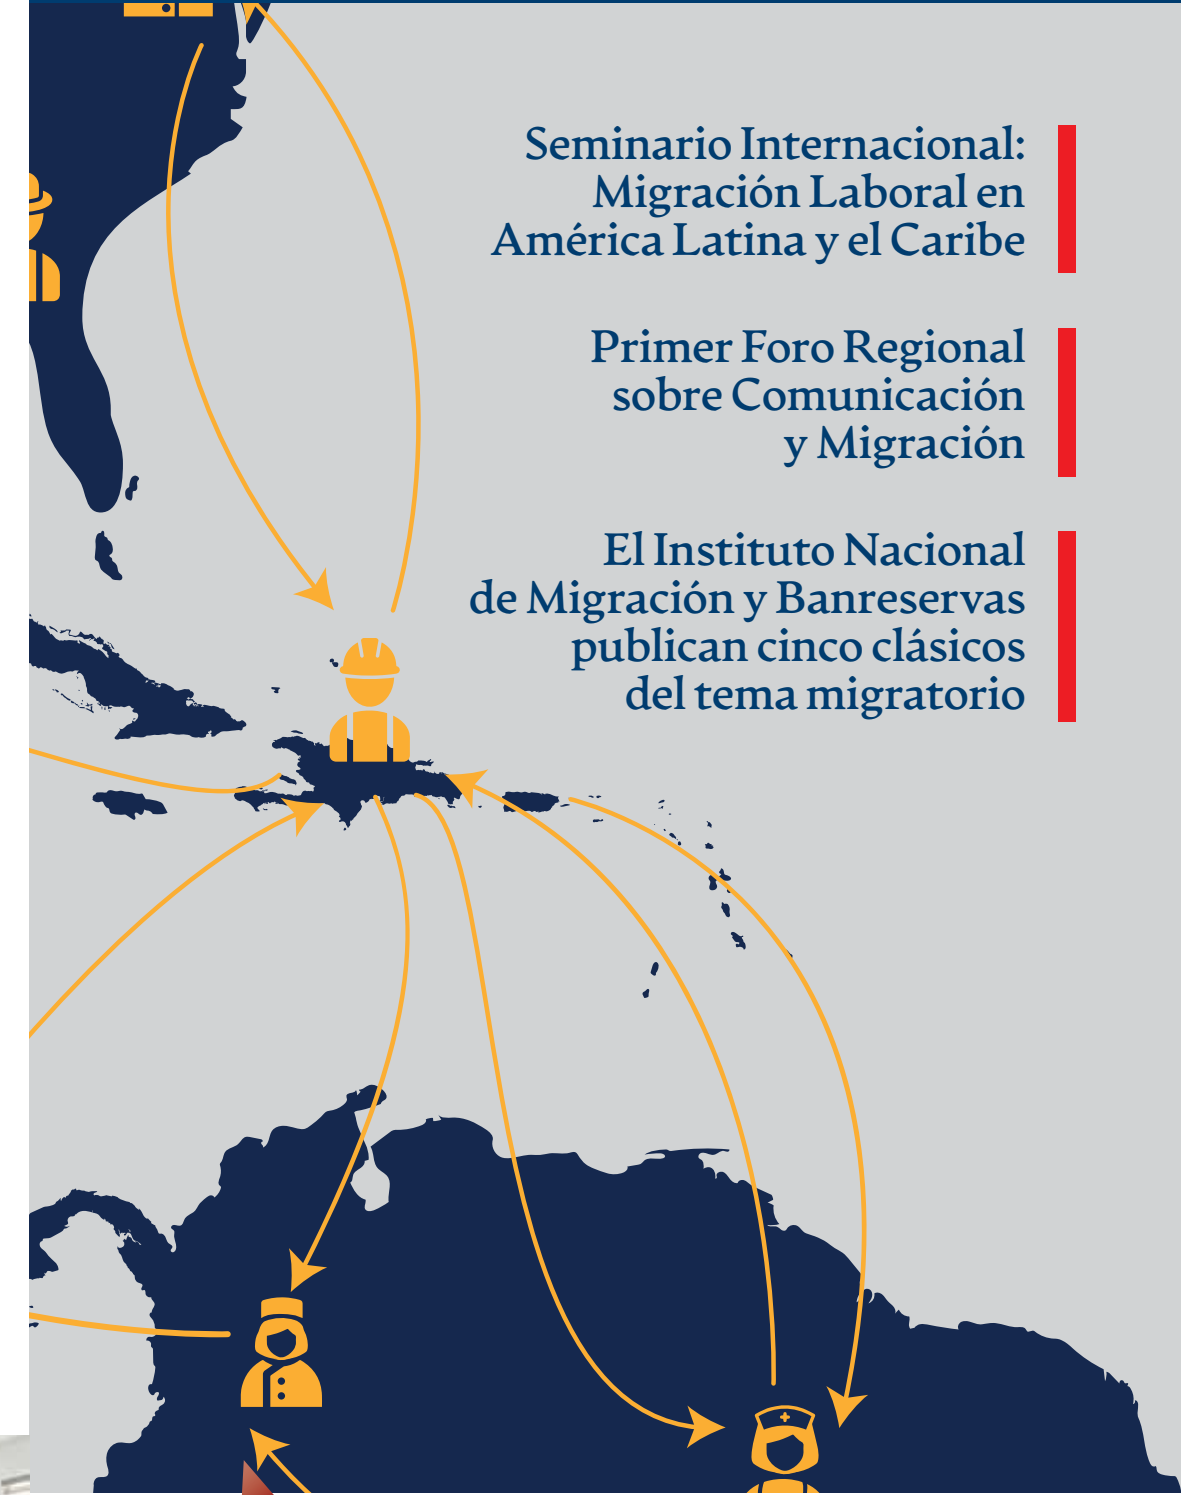 Seminario Internacional:
Migración Laboral en
América Latina y el Caribe
Primer Foro Regional
sobre Comunicación
y Migración
El Instituto Nacional
de Migración y Banreservas
publican cinco clásicos
del tema migratorio